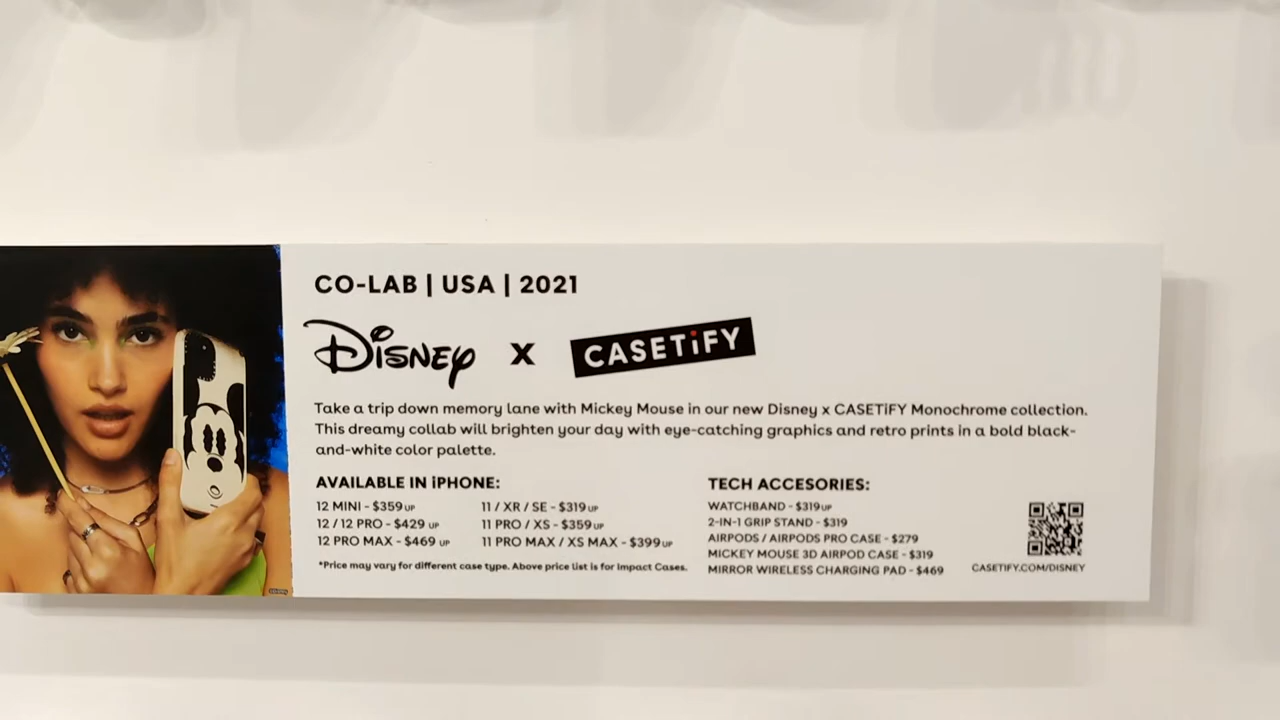 CO-LAB | USA | 2021
Disney x CASETiFY
Take a trip down memory lane with Mickey Mouse in our new Disney x CASETiFY Monochrome collection.
This dreamy collab will brighten your day with eye-catching graphics and retro prints in a bold black-
and-white color palette.
AVAILABLE IN iPHONE:
12 MINI - $359 UP
12 / 12 PRO - $429 UP
12 PRO MAX - $469 UP
11 / XR / SE - $319 UP
11 PRO / XS - $359 UP
11 PRO MAX / XS MAX - $399 UP
*Price may vary for different case type. Above price list is for Impact Cases.
TECH ACCESORIES:
WATCHBAND - $319 UP
2-IN-1 GRIP STAND - $319
AIRPODS / AIRPODS PRO CASE - $279
MICKEY MOUSE 3D AIRPOD CASE - $319
MIRROR WIRELESS CHARGING PAD - $469
CASETIFY.COM/DISNEY